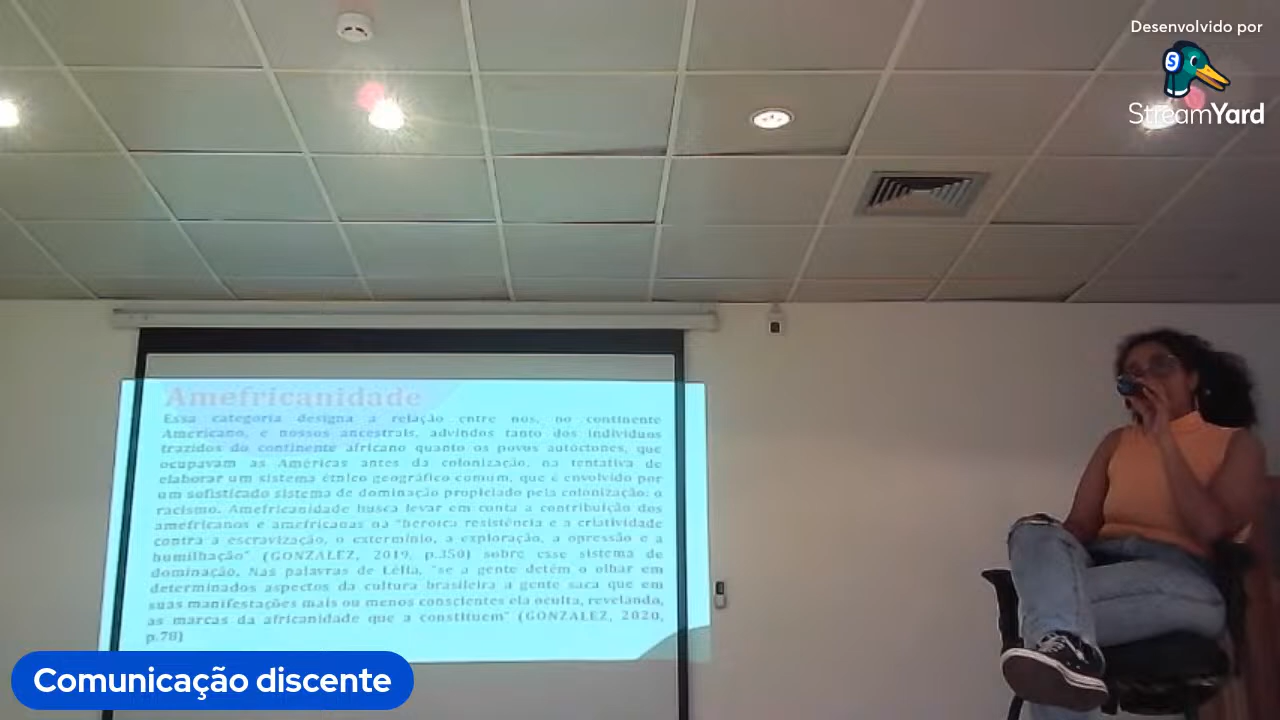 Desenvolvido por
StreamYard
Amefricanidade
Essa categoria designa a relação entre nós, no continente
Americano, e nossos ancestrais, advindos tanto dos indivíduos
trazidos do continente africano quanto os povos autóctones, que
ocupavam as Américas antes da colonização, na tentativa de
elaborar um sistema étnico geográfico comum, que é envolvido por
um sofisticado sistema de dominação propiciado pela colonização: o
racismo. Amefricanidade busca levar em conta a contribuição dos
amefricanos e amefricanas na "heroica resistência e a criatividade
contra a escravização, o extermínio, a exploração, a opressão e a
humilhação" (GONZALEZ, 2019, p.350) sobre esse sistema de
dominação. Nas palavras de Lélia, "se a gente detém o olhar em
determinados aspectos da cultura brasileira a gente saca que em
suas manifestações mais ou menos conscientes ela oculta, revelando,
as marcas da africanidade que a constituem" (GONZALEZ, 2020,
p.78)
Comunicação discente